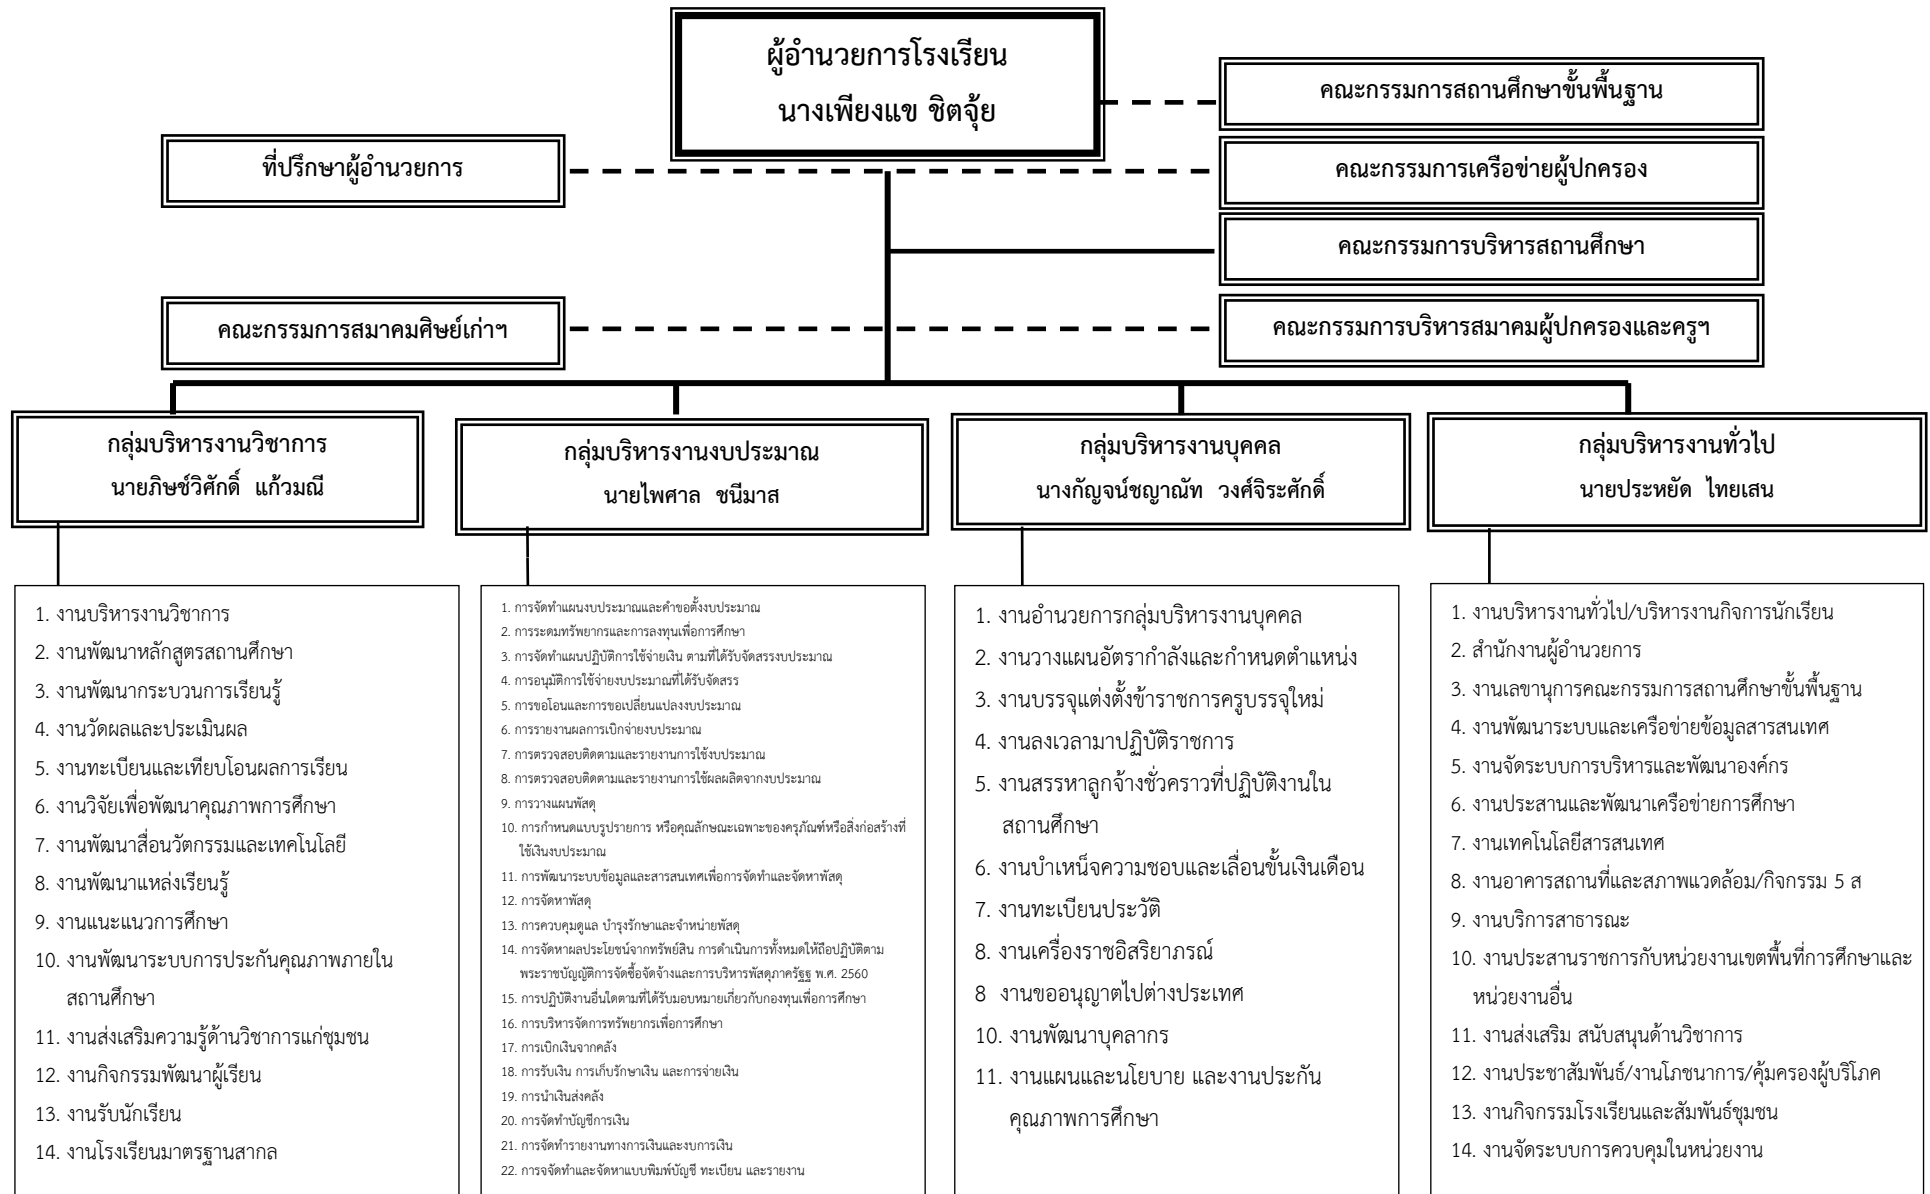 ผู้อำนวยการโรงเรียน
นางเพียงแข ชิตจุ้ย
คณะกรรมการสถานศึกษาขั้นพื้นฐาน
ที่ปรึกษาผู้อำนวยการ
คณะกรรมการเครือข่ายผู้ปกครอง
คณะกรรมการบริหารสถานศึกษา
คณะกรรมการสมาคมศิษย์เก่าฯ
คณะกรรมการบริหารสมาคมผู้ปกครองและครูฯ
กลุ่มบริหารงานวิชาการ
นายภิษช์วิศักดิ์ แก้วมณี
กลุ่มบริหารงานงบประมาณ
นายไพศาล ชนีมาส
กลุ่มบริหารงานบุคคล
นางกัญจน์ชญาณัท วงศ์จิระศักดิ์
กลุ่มบริหารงานทั่วไป
นายประหยัด ไทยเสน
1. งานบริหารงานวิชาการ
2. งานพัฒนาหลักสูตรสถานศึกษา
3. งานพัฒนากระบวนการเรียนรู้
4. งานวัดผลและประเมินผล
5. งานทะเบียนและเทียบโอนผลการเรียน
6. งานวิจัยเพื่อพัฒนาคุณภาพการศึกษา
7. งานพัฒนาสื่อนวัตกรรมและเทคโนโลยี
8. งานพัฒนาแหล่งเรียนรู้
9. งานแนะแนวการศึกษา
10. งานพัฒนาระบบการประกันคุณภาพภายใน
สถานศึกษา
11. งานส่งเสริมความรู้ด้านวิชาการแก่ชุมชน
12. งานกิจกรรมพัฒนาผู้เรียน
13. งานรับนักเรียน
14. งานโรงเรียนมาตรฐานสากล
1. การจัดทำแผนงบประมาณและคำขอตั้งงบประมาณ
2. การระดมทรัพยากรและการลงทุนเพื่อการศึกษา
3. การจัดทำแผนปฏิบัติการใช้จ่ายเงิน ตามที่ได้รับจัดสรรงบประมาณ
4. การอนุมัติการใช้จ่ายงบประมาณที่ได้รับจัดสรร
5. การขอโอนและการขอเปลี่ยนแปลงงบประมาณ
6. การรายงานผลการเบิกจ่ายงบประมาณ
7. การตรวจสอบติดตามและรายงานการใช้งบประมาณ
8. การตรวจสอบติดตามและรายงานการใช้ผลผลิตจากงบประมาณ
9. การวางแผนพัสดุ
10. การกำหนดแบบรูปรายการ หรือคุณลักษณะเฉพาะของครุภัณฑ์หรือสิ่งก่อสร้างที่
ใช้เงินงบประมาณ
11. การพัฒนาระบบข้อมูลและสารสนเทศเพื่อการจัดทำและจัดหาพัสดุ
12. การจัดหาพัสดุ
13. การควบคุมดูแล บำรุงรักษาและจำหน่ายพัสดุ
14. การจัดหาผลประโยชน์จากทรัพย์สิน การดำเนินการทั้งหมดให้ถือปฏิบัติตาม
พระราชบัญญัติการจัดซื้อจัดจ้างและการบริหารพัสดุภาครัฐฐ พ.ศ. 2560
15. การปฏิบัติงานอื่นใดตามที่ได้รับมอบหมายเกี่ยวกับกองทุนเพื่อการศึกษา
16. การบริหารจัดการทรัพยากรเพื่อการศึกษา
17. การเบิกเงินจากคลัง
18. การรับเงิน การเก็บรักษาเงิน และการจ่ายเงิน
19. การนำเงินส่งคลัง
20. การจัดทำบัญชีการเงิน
21. การจัดทำรายงานทางการเงินและงบการเงิน
22. การจจัดทำและจัดหาแบบพิมพ์บัญชี ทะเบียน และรายงาน
1. งานอำนวยการกลุ่มบริหารงานบุคคล
2. งานวางแผนอัตรากำลังและกำหนดตำแหน่ง
3. งานบรรจุแต่งตั้งข้าราชการครูบรรจุใหม่
4. งานลงเวลามาปฏิบัติราชการ
5. งานสรรหาลูกจ้างชั่วคราวที่ปฏิบัติงานใน
สถานศึกษา
6. งานบำเหน็จความชอบและเลื่อนขั้นเงินเดือน
7. งานทะเบียนประวัติ
8. งานเครื่องราชอิสริยาภรณ์
8 งานขออนุญาตไปต่างประเทศ
10. งานพัฒนาบุคลากร
11. งานแผนและนโยบาย และงานประกัน
คุณภาพการศึกษา
1. งานบริหารงานทั่วไป/บริหารงานกิจการนักเรียน
2. สำนักงานผู้อำนวยการ
3. งานเลขานุการคณะกรรมการสถานศึกษาขั้นพื้นฐาน
4. งานพัฒนาระบบและเครือข่ายข้อมูลสารสนเทศ
5. งานจัดระบบการบริหารและพัฒนาองค์กร
6. งานประสานและพัฒนาเครือข่ายการศึกษา
7. งานเทคโนโลยีสารสนเทศ
8. งานอาคารสถานที่และสภาพแวดล้อม/กิจกรรม 5 ส
9. งานบริการสาธารณะ
10. งานประสานราชการกับหน่วยงานเขตพื้นที่การศึกษาและ
หน่วยงานอื่น
11. งานส่งเสริม สนับสนุนด้านวิชาการ
12. งานประชาสัมพันธ์/งานโภชนาการ/คุ้มครองผู้บริโภค
13. งานกิจกรรมโรงเรียนและสัมพันธ์ชุมชน
14. งานจัดระบบการควบคุมในหน่วยงาน